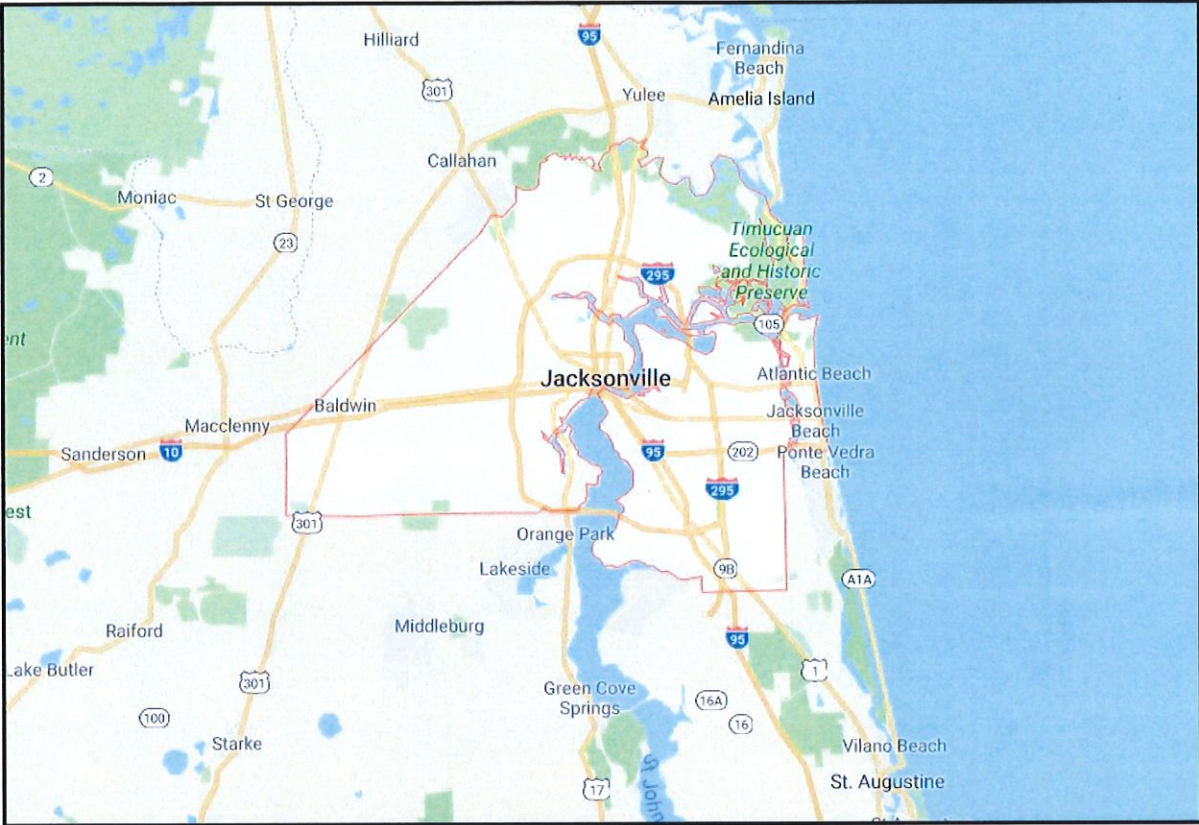 95
Hilliard
Fernandina
Beach
301
Yulee
Amelia Island
Callahan
2
Moniac
St George
23
Timucuan
Ecological
and Historic
Preserve
295
105
ent
Atlantic Beach
Jacksonville
Baldwin
Jacksonville
Beach
Macclenny
Sanderson
10
95
202
Ponte Vedra
Beach
295
est
301
Orange Park
Lakeside
9B
A1A
Middleburg
Raiford
95
Lake Butler
301
1
Green Cove
Springs
16A
100
16
Starke
Vilano Beach
St. Augustine
17
St John